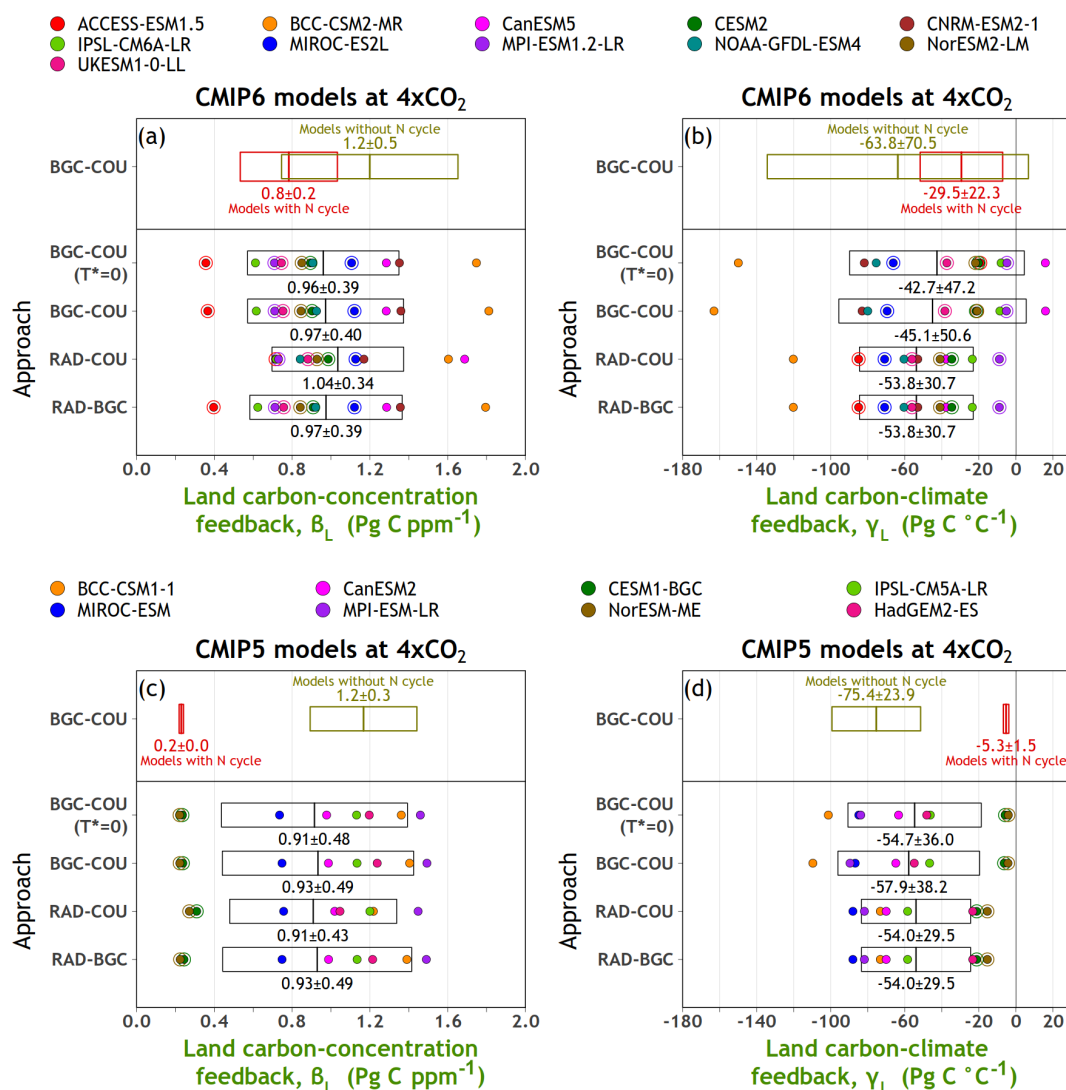 ACCESS-ESM1.5 BCC-CSM2-MR CanESM5 CESM2 CNRM-ESM2-1
IPSL-CM6A-LR MIROC-ES2L MPI-ESM1.2-LR NOAA-GFDL-ESM4 NorESM2-LM
UKESM1-0-LL
CMIP6 models at 4xCO₂
(a)
Models without N cycle
1.2±0.5
BGC-COU
0.8±0.2
Models with N cycle
BGC-COU
(T*=0)
0.96±0.39
BGC-COU
0.97±0.40
Approach
RAD-COU
1.04±0.34
RAD-BGC
0.97±0.39
0.0 0.4 0.8 1.2 1.6 2.0
Land carbon-concentration
feedback, β_L (Pg C ppm⁻¹)
CMIP6 models at 4xCO₂
(b)
Models without N cycle
-63.8±70.5
BGC-COU
-29.5±22.3
Models with N cycle
BGC-COU
(T*=0)
-42.7±47.2
BGC-COU
-45.1±50.6
Approach
RAD-COU
-53.8±30.7
RAD-BGC
-53.8±30.7
-180 -140 -100 -60 -20 0 30
Land carbon-climate
feedback, γ_L (Pg C °C⁻¹)
BCC-CSM1-1 CanESM2 CESM1-BGC IPSL-CM5A-LR
MIROC-ESM MPI-ESM-LR NorESM-ME HadGEM2-ES
CMIP5 models at 4xCO₂
(c)
Models without N cycle
1.2±0.3
BGC-COU
0.2±0.0
Models with N cycle
BGC-COU
(T*=0)
0.91±0.48
BGC-COU
0.93±0.49
Approach
RAD-COU
0.91±0.43
RAD-BGC
0.93±0.49
0.0 0.4 0.8 1.2 1.6 2.0
Land carbon-concentration
feedback, β_L (Pg C ppm⁻¹)
CMIP5 models at 4xCO₂
(d)
Models without N cycle
-75.4±23.9
BGC-COU
-5.3±1.5
Models with N cycle
BGC-COU
(T*=0)
-54.7±36.0
BGC-COU
-57.9±38.2
Approach
RAD-COU
-54.0±29.5
RAD-BGC
-54.0±29.5
-180 -140 -100 -60 -20 0 30
Land carbon-climate
feedback, γ_L (Pg C °C⁻¹)